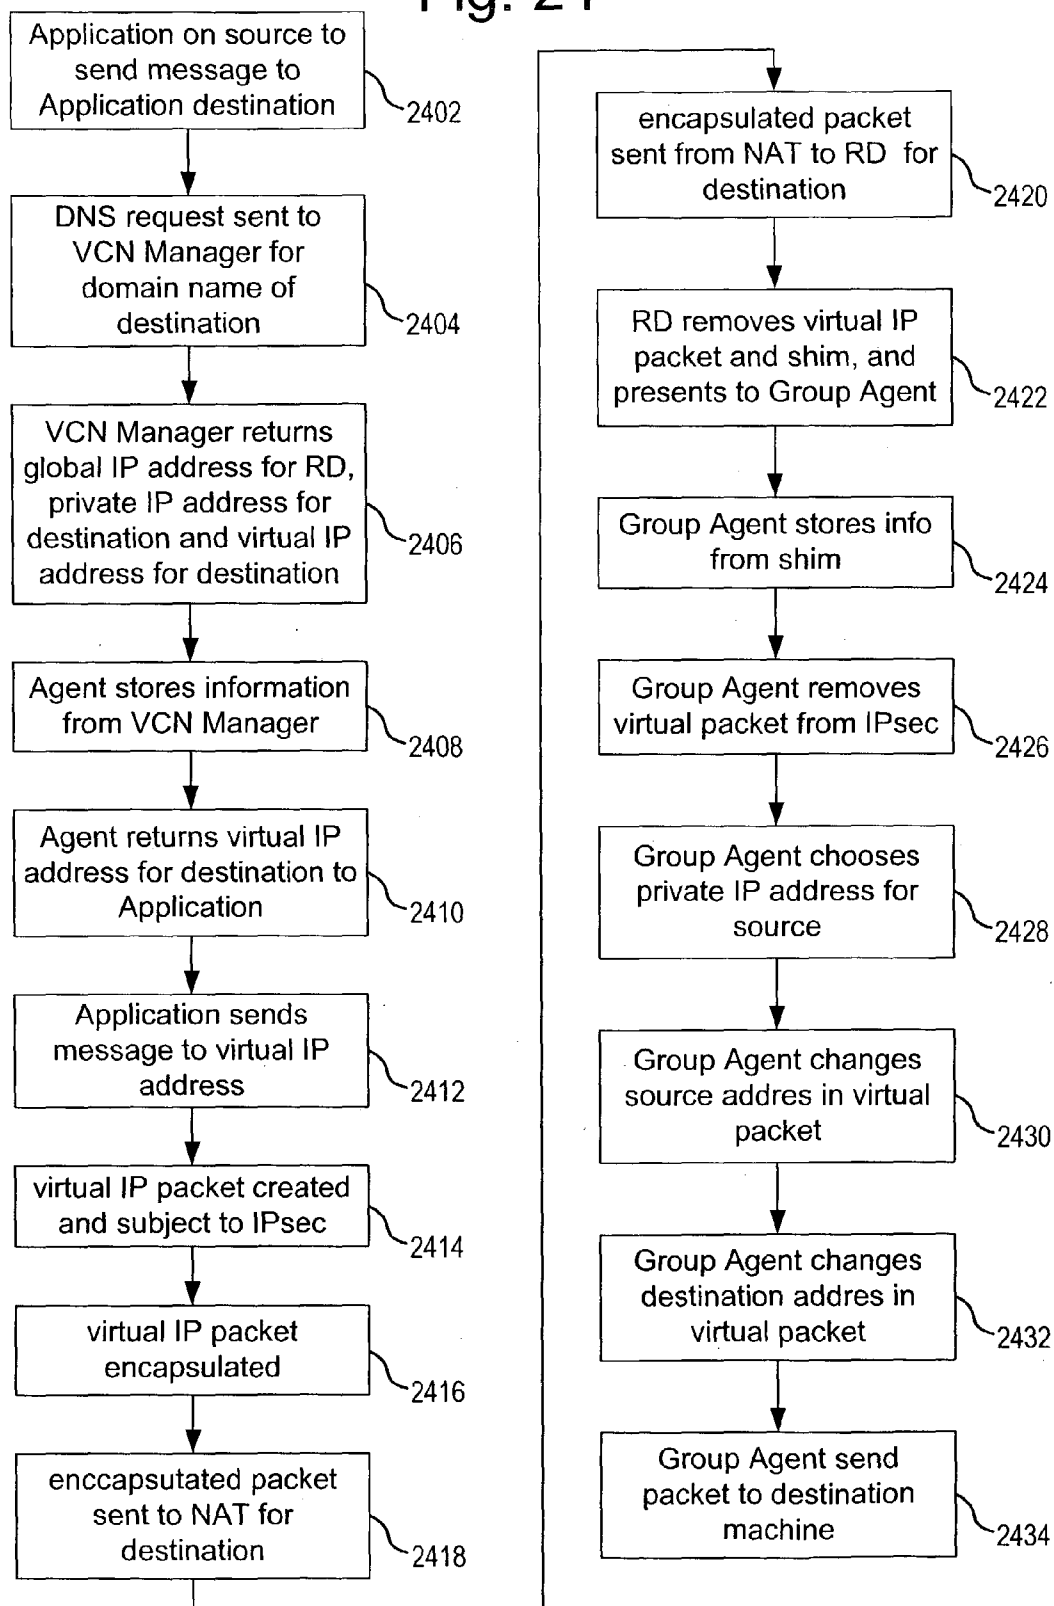 Fig. 24
Application on source to
send message to
Application destination
2402
DNS request sent to
VCN Manager for
domain name of
destination
2404
VCN Manager returns
global IP address for RD,
private IP address for
destination and virtual IP
address for destination
2406
Agent stores information
from VCN Manager
2408
Agent returns virtual IP
address for destination to
Application
2410
Application sends
message to virtual IP
address
2412
virtual IP packet created
and subject to IPsec
2414
virtual IP packet
encapsulated
2416
enccapsutated packet
sent to NAT for
destination
2418
encapsulated packet
sent from NAT to RD for
destination
2420
RD removes virtual IP
packet and shim, and
presents to Group Agent
2422
Group Agent stores info
from shim
2424
Group Agent removes
virtual packet from IPsec
2426
Group Agent chooses
private IP address for
source
2428
Group Agent changes
source addres in virtual
packet
2430
Group Agent changes
destination addres in
virtual packet
2432
Group Agent send
packet to destination
machine
2434